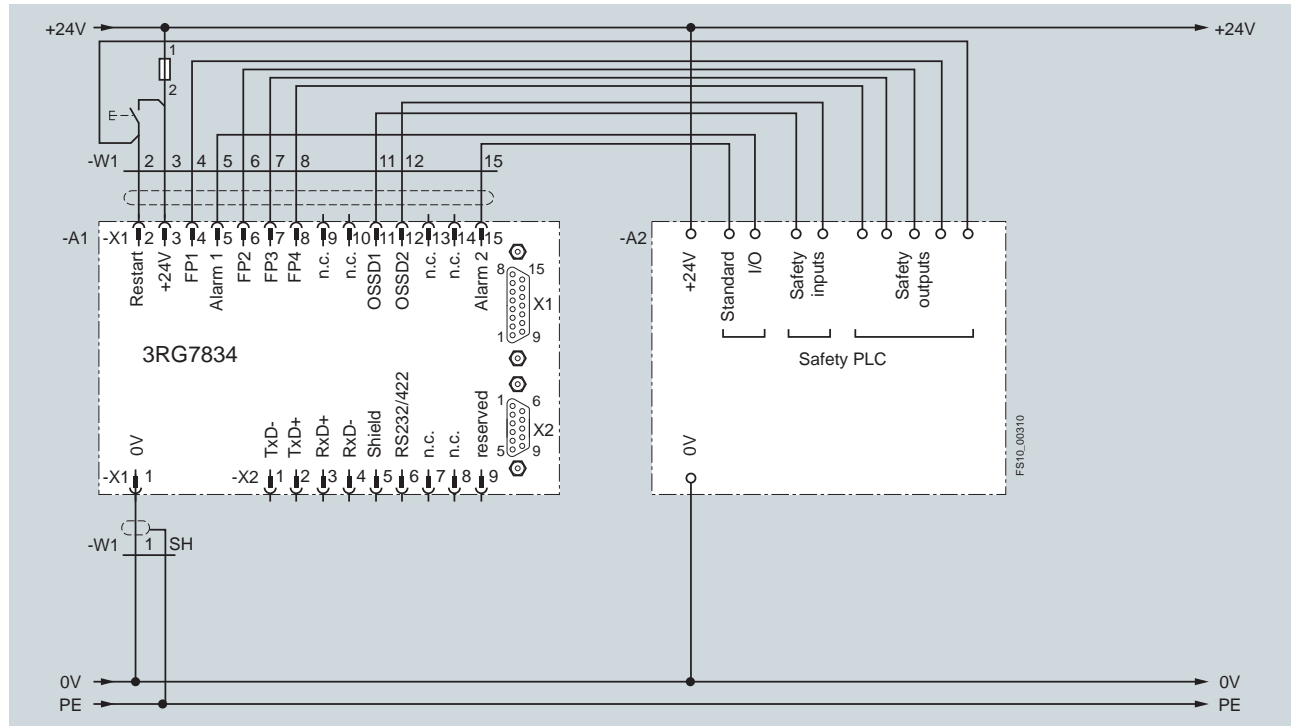 +24V +24V
1
2
E
-W1 2 3 4 5 6 7 8 11 12 15
-A1 -X1 2 3 4 5 6 7 8 9 10 11 12 13 14 15
Restart
+24V
FP1
Alarm 1
FP2
FP3
FP4
n.c.
n.c.
OSSD1
OSSD2
n.c.
n.c.
Alarm 2
8 15
X1
1 9
3RG7834
1 6
X2
5 9
0V
TxD-
TxD+
RxD+
RxD-
Shield
RS232/422
n.c.
n.c.
reserved
-X1 1 -X2 1 2 3 4 5 6 7 8 9
-W1 1 SH
-A2
+24V
Standard
I/O
Safety
inputs
Safety
outputs
Safety PLC
0V
FS10_00310
0V 0V
PE PE